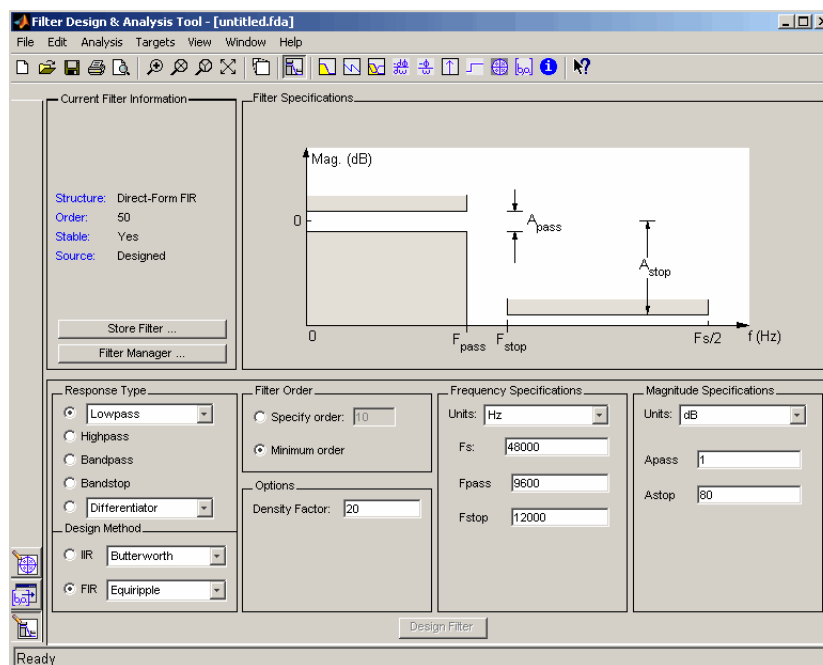 Filter Design & Analysis Tool - [untitled.fda]
File Edit Analysis Targets View Window Help
Current Filter Information
Structure: Direct-Form FIR
Order: 50
Stable: Yes
Source: Designed
Store Filter ...
Filter Manager ...
Filter Specifications
Mag. (dB)
0
A pass
A stop
0
F pass
F stop
Fs/2
f (Hz)
Response Type
Lowpass
Highpass
Bandpass
Bandstop
Differentiator
Design Method
IIR Butterworth
FIR Equiripple
Filter Order
Specify order: 10
Minimum order
Options
Density Factor: 20
Frequency Specifications
Units: Hz
Fs: 48000
Fpass 9600
Fstop 12000
Magnitude Specifications
Units: dB
Apass 1
Astop 80
Design Filter
Ready